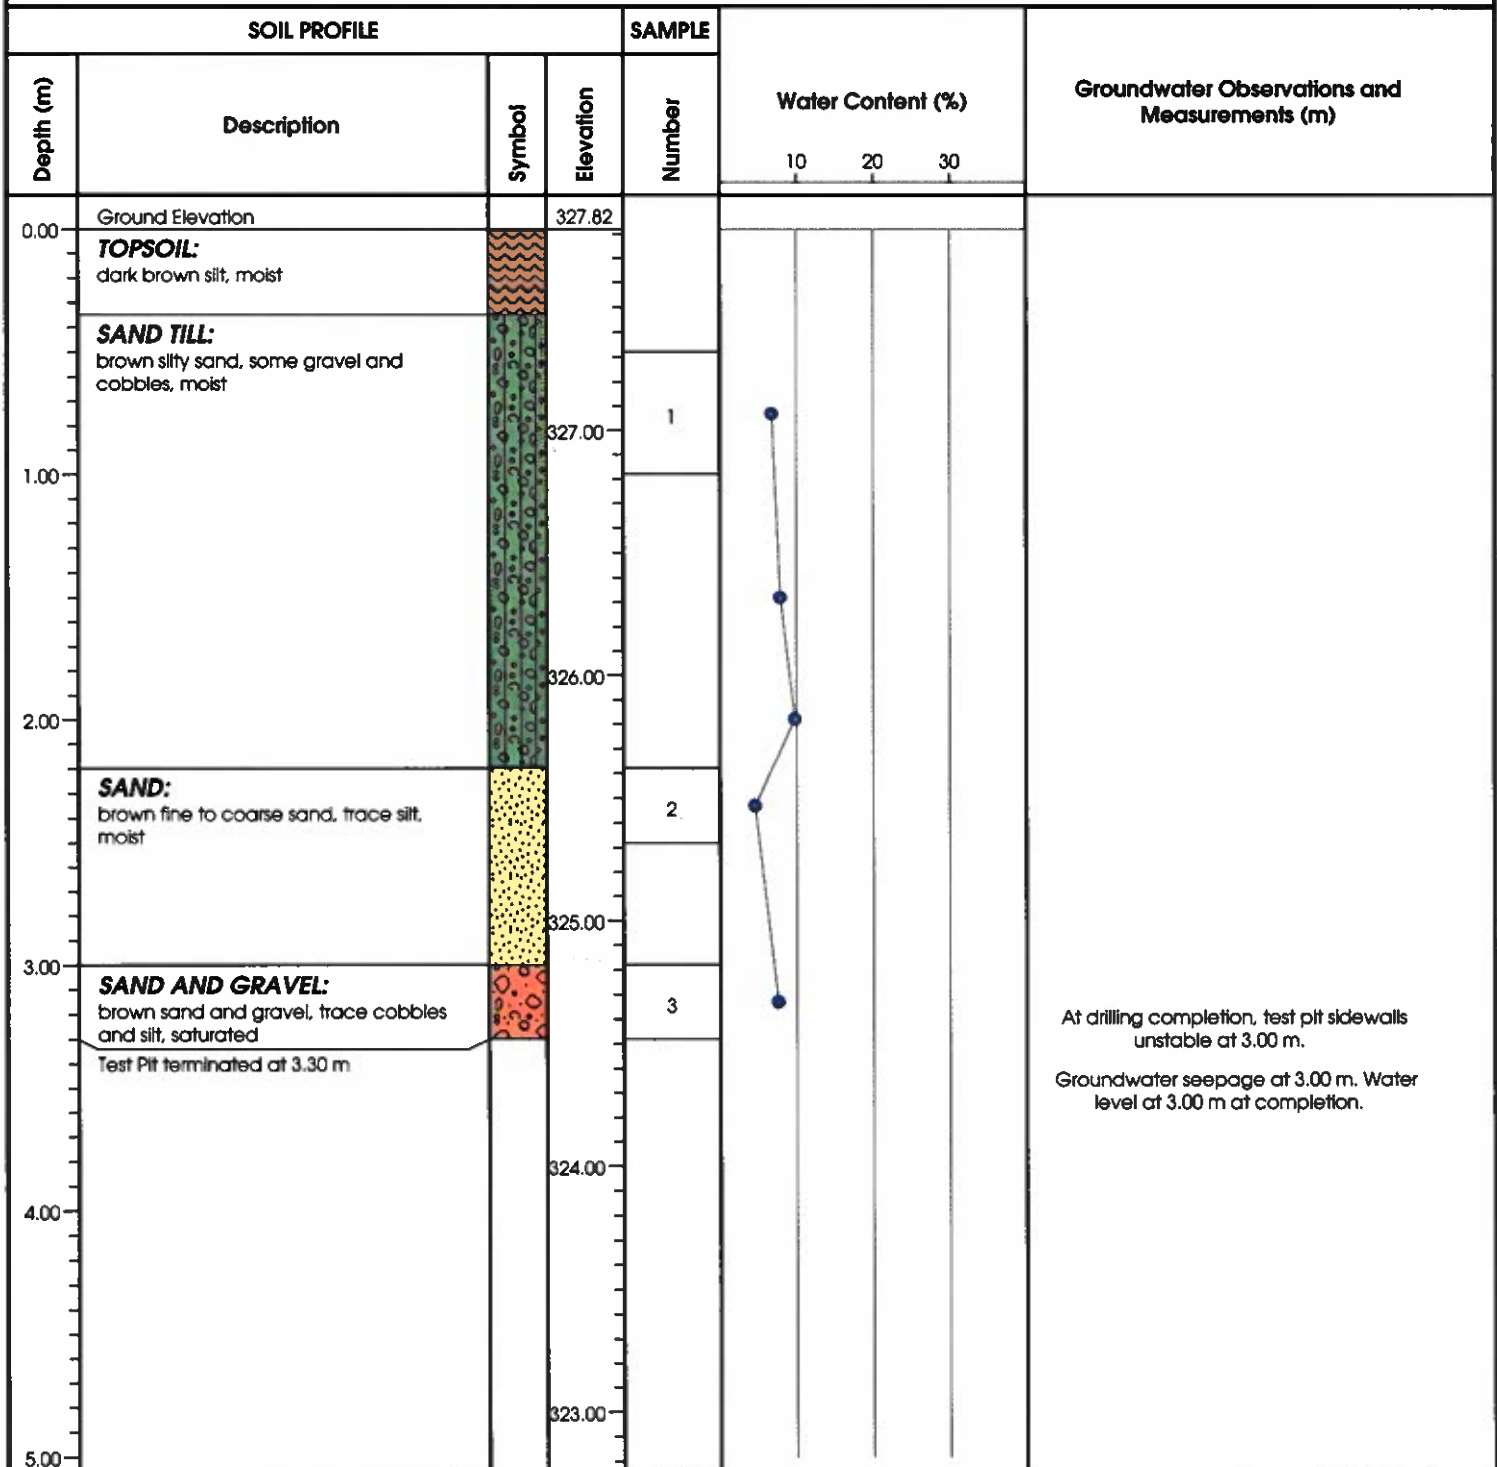 SOIL PROFILE
SAMPLE
Depth (m)
Description
Symbol
Elevation
Number
Water Content (%)
10 20 30
Groundwater Observations and
Measurements (m)
Ground Elevation
327.82
0.00
TOPSOIL:
dark brown silt, moist
SAND TILL:
brown silty sand, some gravel and
cobbles, moist
1
327.00
1.00
326.00
2.00
SAND:
brown fine to coarse sand, trace silt,
moist
2
325.00
3.00
SAND AND GRAVEL:
brown sand and gravel, trace cobbles
and silt, saturated
3
Test Pit terminated at 3.30 m
At drilling completion, test pit sidewalls
unstable at 3.00 m.
Groundwater seepage at 3.00 m. Water
level at 3.00 m at completion.
324.00
4.00
323.00
5.00